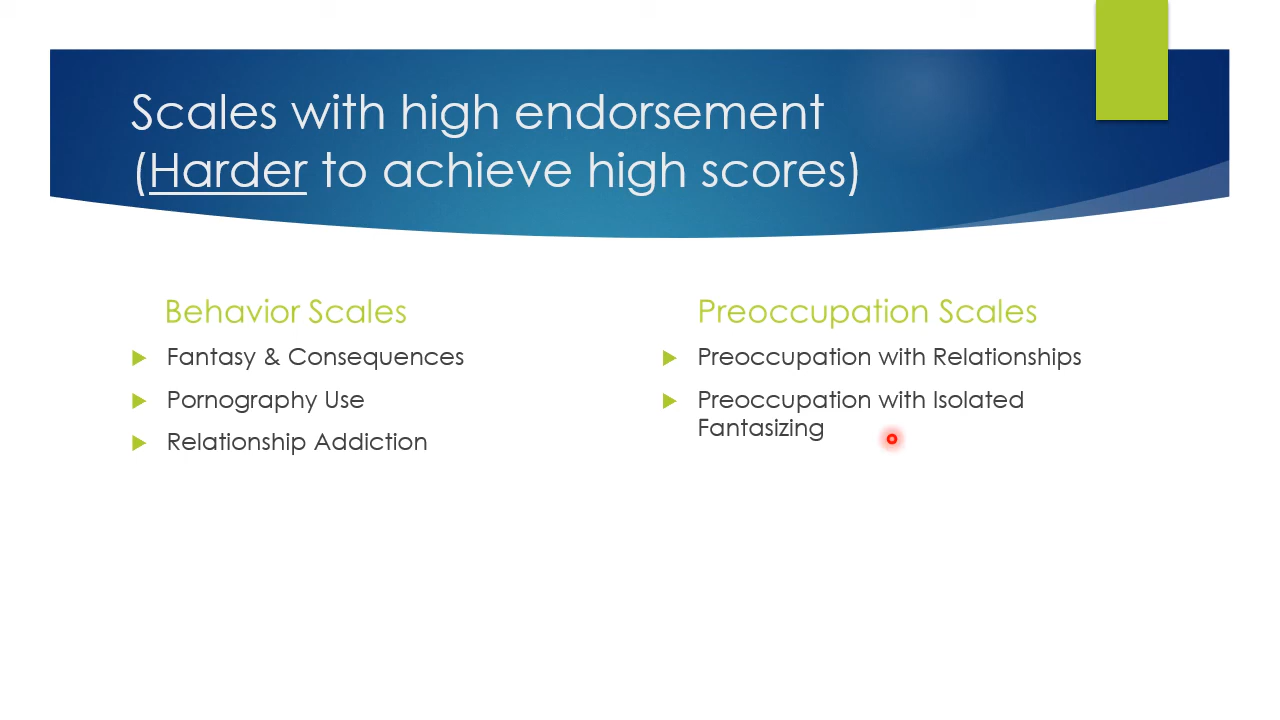 Scales with high endorsement
(Harder to achieve high scores)
Behavior Scales
Fantasy & Consequences
Pornography Use
Relationship Addiction
Preoccupation Scales
Preoccupation with Relationships
Preoccupation with Isolated
Fantasizing